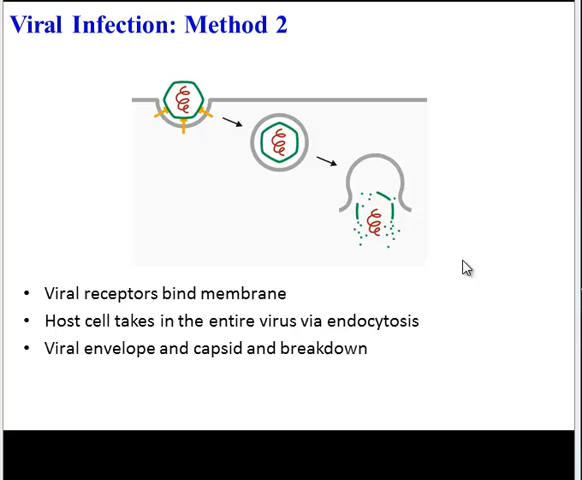 Viral Infection: Method 2
• Viral receptors bind membrane
• Host cell takes in the entire virus via endocytosis
• Viral envelope and capsid and breakdown